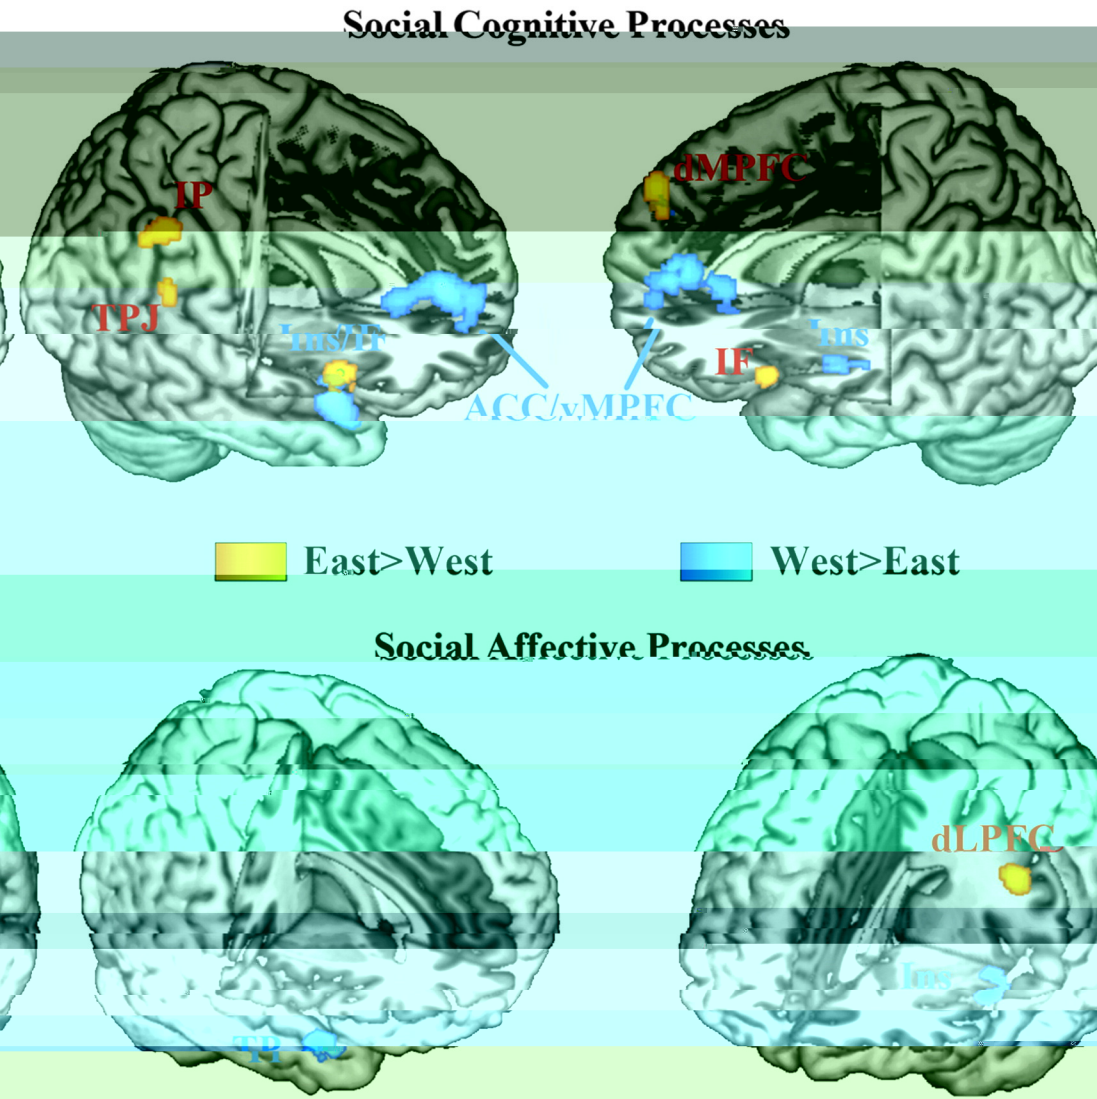 Social Cognitive Processes
dMPFC
IP
TPJ
Ins/IF
Ins
IF
ACC/vMPFC
East>West
West>East
Social Affective Processes
dLPFC
Ins
TP